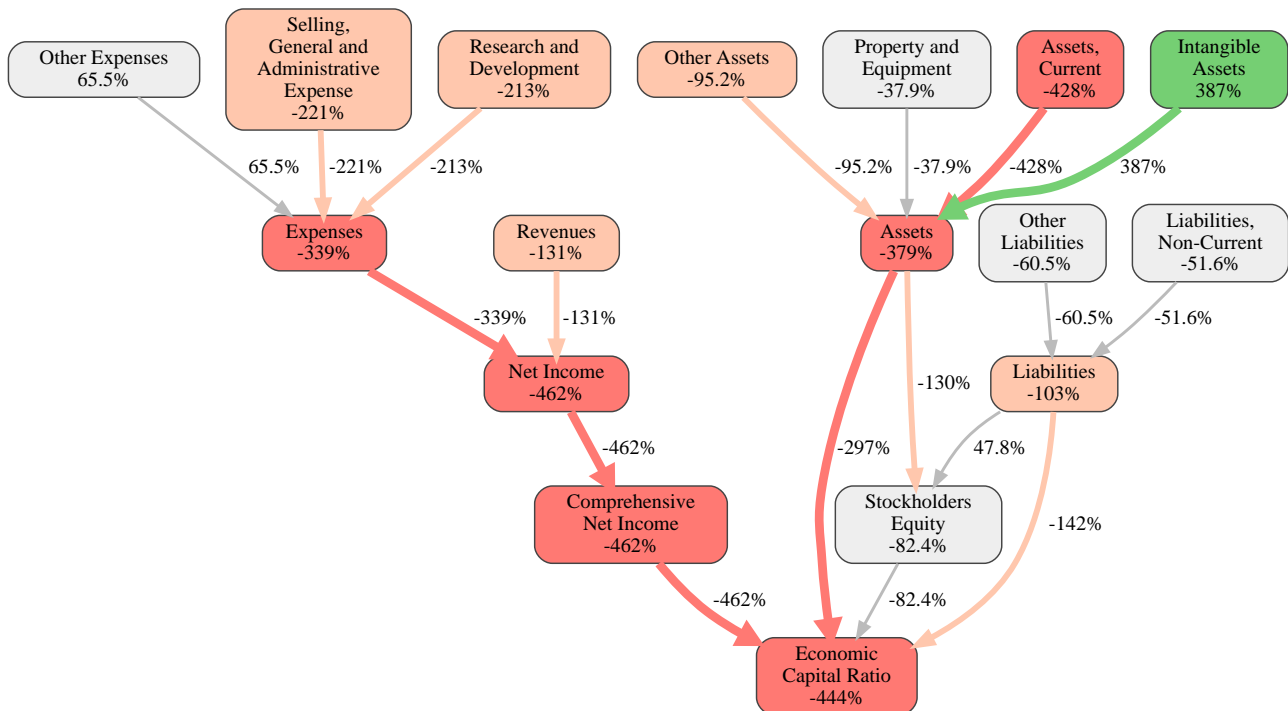 Other Expenses
65.5%
Selling,
General and
Administrative
Expense
-221%
Research and
Development
-213%
Other Assets
-95.2%
Property and
Equipment
-37.9%
Assets,
Current
-428%
Intangible
Assets
387%
65.5%
-221%
-213%
-95.2%
-37.9%
-428%
387%
Expenses
-339%
Revenues
-131%
Assets
-379%
Other
Liabilities
-60.5%
Liabilities,
Non-Current
-51.6%
-339%
-131%
-60.5%
-51.6%
Net Income
-462%
-130%
Liabilities
-103%
-462%
-297%
47.8%
Comprehensive
Net Income
-462%
Stockholders
Equity
-82.4%
-142%
-462%
-82.4%
Economic
Capital Ratio
-444%